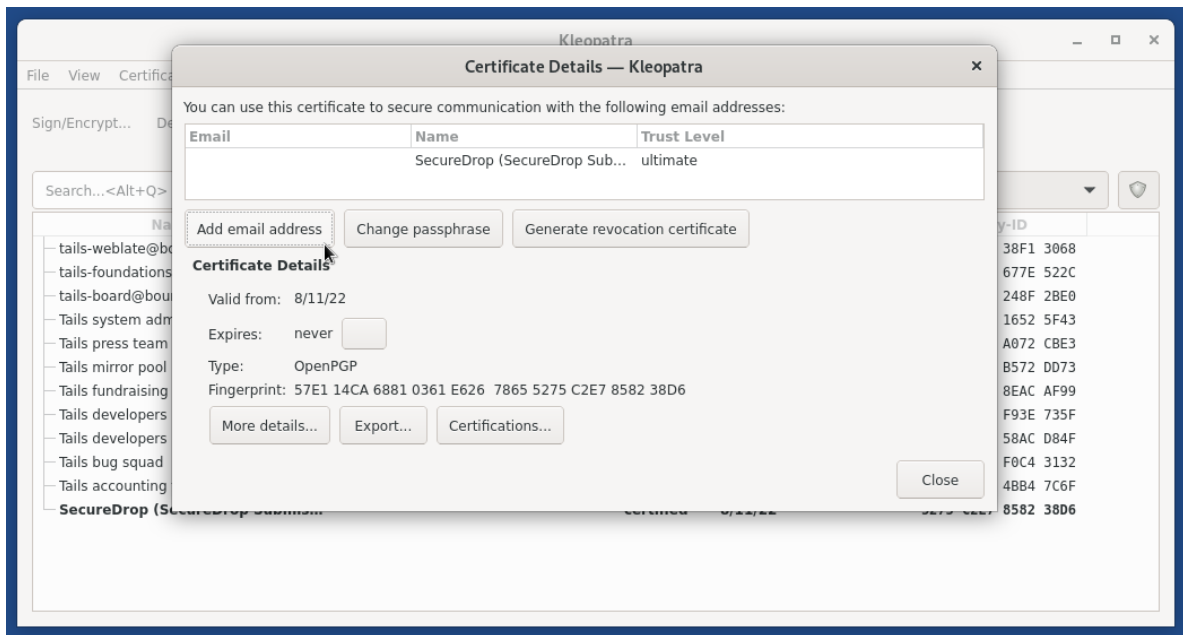 Kleopatra
Certificate Details — Kleopatra
File View
You can use this certificate to secure communication with the following email addresses:
Email Name Trust Level
SecureDrop (SecureDrop Sub... ultimate
Sign/Encrypt...
Search...<Alt+Q>
Add email address Change passphrase Generate revocation certificate
Certificate Details
Valid from: 8/11/22
Expires: never
Type: OpenPGP
Fingerprint: 57E1 14CA 6881 0361 E626 7865 5275 C2E7 8582 38D6
More details... Export... Certifications...
Close
tails-weblate@ 38F1 3068
tails-foundations 677E 522C
tails-board@ 248F 2BE0
Tails system 1652 5F43
Tails press team A072 CBE3
Tails mirror pool B572 DD73
Tails fundraising 8EAC AF99
Tails developers F93E 735F
Tails developers 58AC D84F
Tails bug squad F0C4 3132
Tails accounting 4BB4 7C6F
SecureDrop (SecureDrop Submis... certified 8/11/22 5275 C2E7 8582 38D6